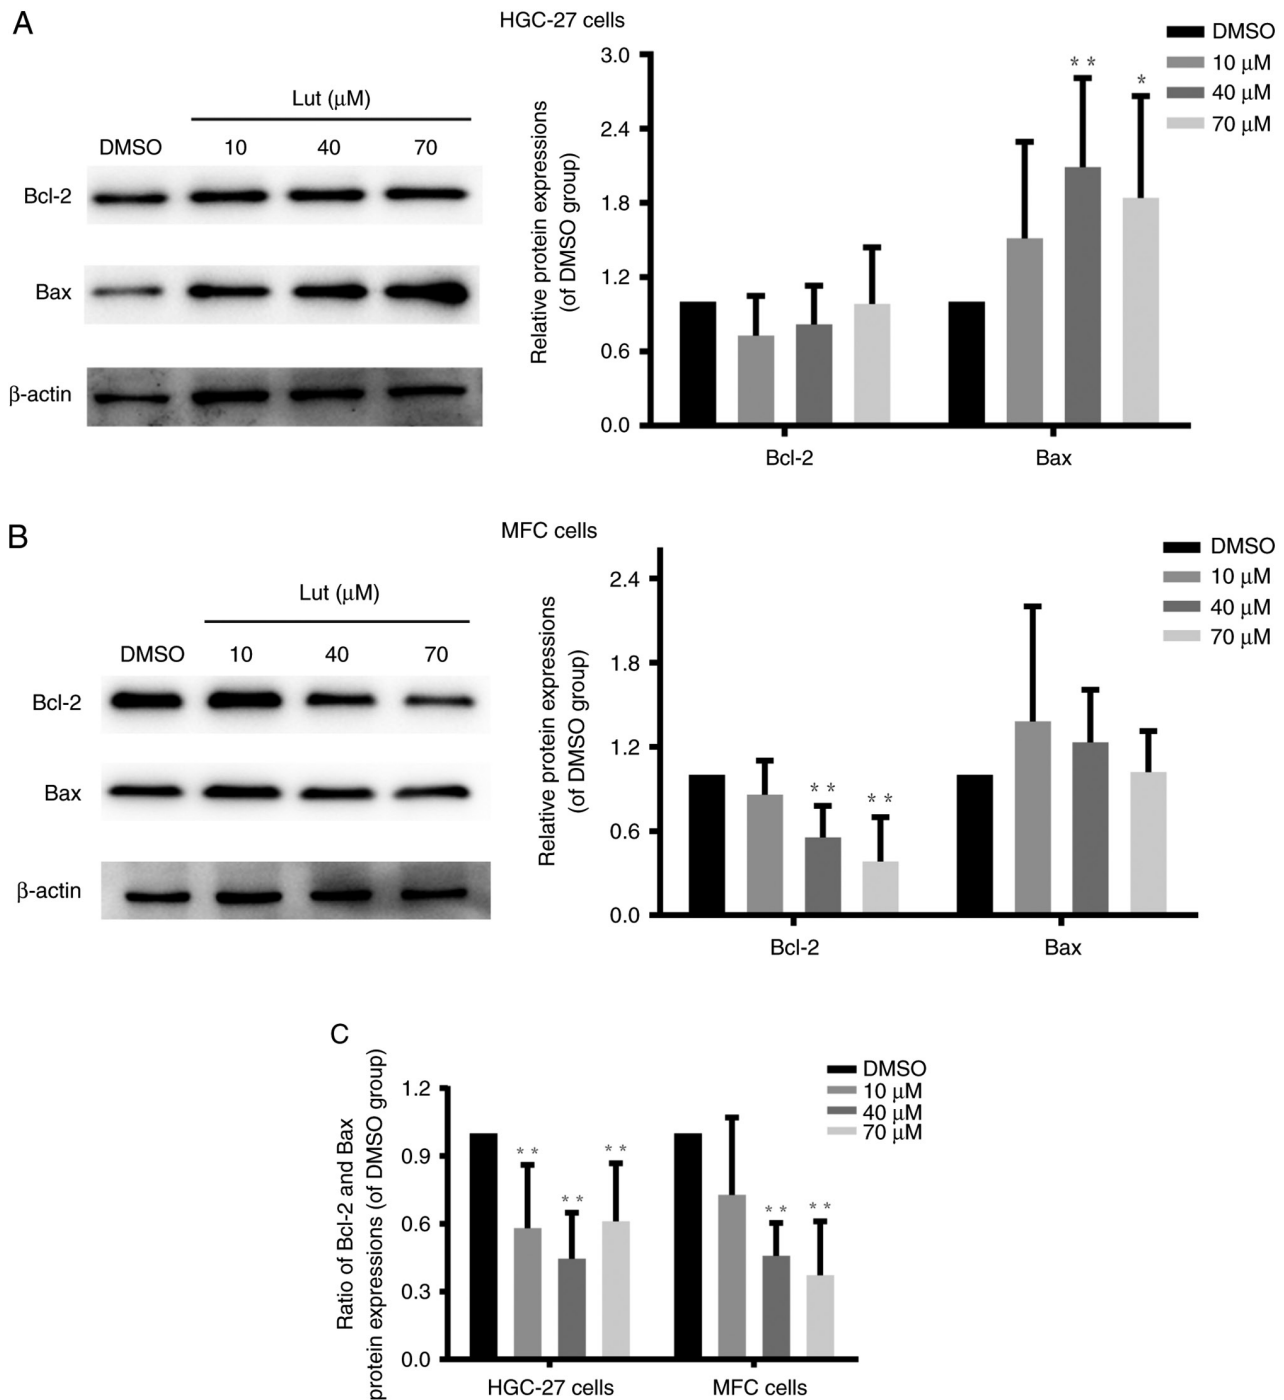 A
HGC-27 cells
Lut (μM)
DMSO 10 40 70
Bcl-2
Bax
β-actin
Relative protein expressions
(of DMSO group)
3.0
2.4
1.8
1.2
0.6
0.0
* *
*
Bcl-2 Bax
DMSO
10 μM
40 μM
70 μM
B
MFC cells
Lut (μM)
DMSO 10 40 70
Bcl-2
Bax
β-actin
Relative protein expressions
(of DMSO group)
2.4
1.8
1.2
0.6
0.0
* *
* *
Bcl-2 Bax
DMSO
10 μM
40 μM
70 μM
C
Ratio of Bcl-2 and Bax
protein expressions (of DMSO group)
1.2
0.9
0.6
0.3
0.0
* *
* *
* *
* *
* *
HGC-27 cells MFC cells
DMSO
10 μM
40 μM
70 μM